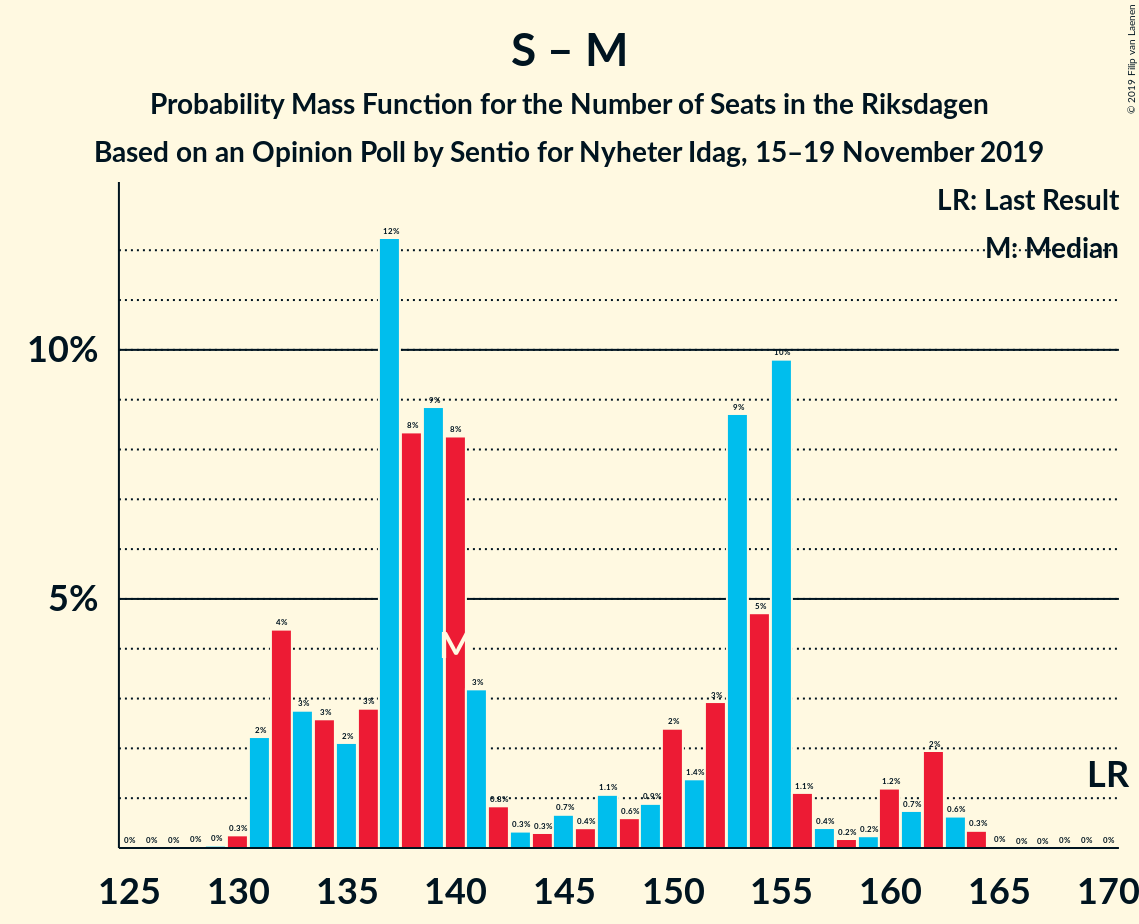 S – M
Probability Mass Function for the Number of Seats in the Riksdagen
Based on an Opinion Poll by Sentio for Nyheter Idag, 15–19 November 2019
© 2019 Filip van Laenen
LR: Last Result
M: Median
10%
5%
0% 0% 0% 0% 0% 0.3% 2% 4% 3% 3% 2% 3% 12% 8% 9% 8% 3% 0.8% 0.3% 0.3% 0.7% 0.4% 1.1% 0.6% 0.9% 2% 1.4% 3% 9% 5% 10% 1.1% 0.4% 0.2% 0.2% 1.2% 0.7% 2% 0.6% 0.3% 0% 0% 0% 0% 0% 0%
M
LR
125 130 135 140 145 150 155 160 165 170